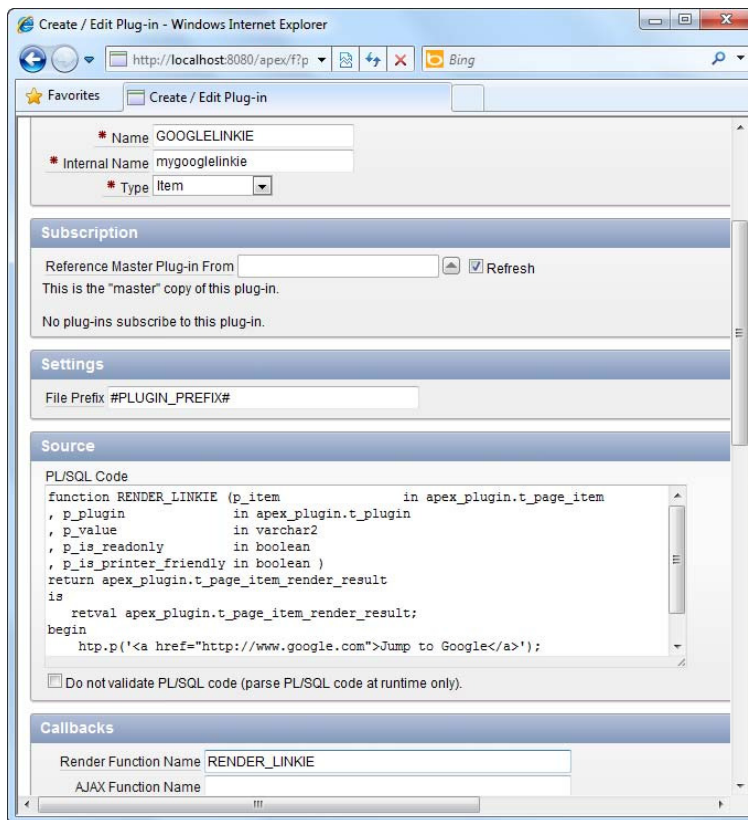 Create / Edit Plug-in - Windows Internet Explorer
http://localhost:8080/apex/f?p
Bing
Favorites
Create / Edit Plug-in
* Name GOOGLELINKIE
* Internal Name mygooglelinkie
* Type Item
Subscription
Reference Master Plug-in From
Refresh
This is the "master" copy of this plug-in.
No plug-ins subscribe to this plug-in.
Settings
File Prefix #PLUGIN_PREFIX#
Source
PL/SQL Code
function RENDER_LINKIE (p_item in apex_plugin.t_page_item
, p_plugin in apex_plugin.t_plugin
, p_value in varchar2
, p_is_readonly in boolean
, p_is_printer_friendly in boolean )
return apex_plugin.t_page_item_render_result
is
retval apex_plugin.t_page_item_render_result;
begin
htp.p('<a href="http://www.google.com">Jump to Google</a>');
Do not validate PL/SQL code (parse PL/SQL code at runtime only).
Callbacks
Render Function Name RENDER_LINKIE
AJAX Function Name